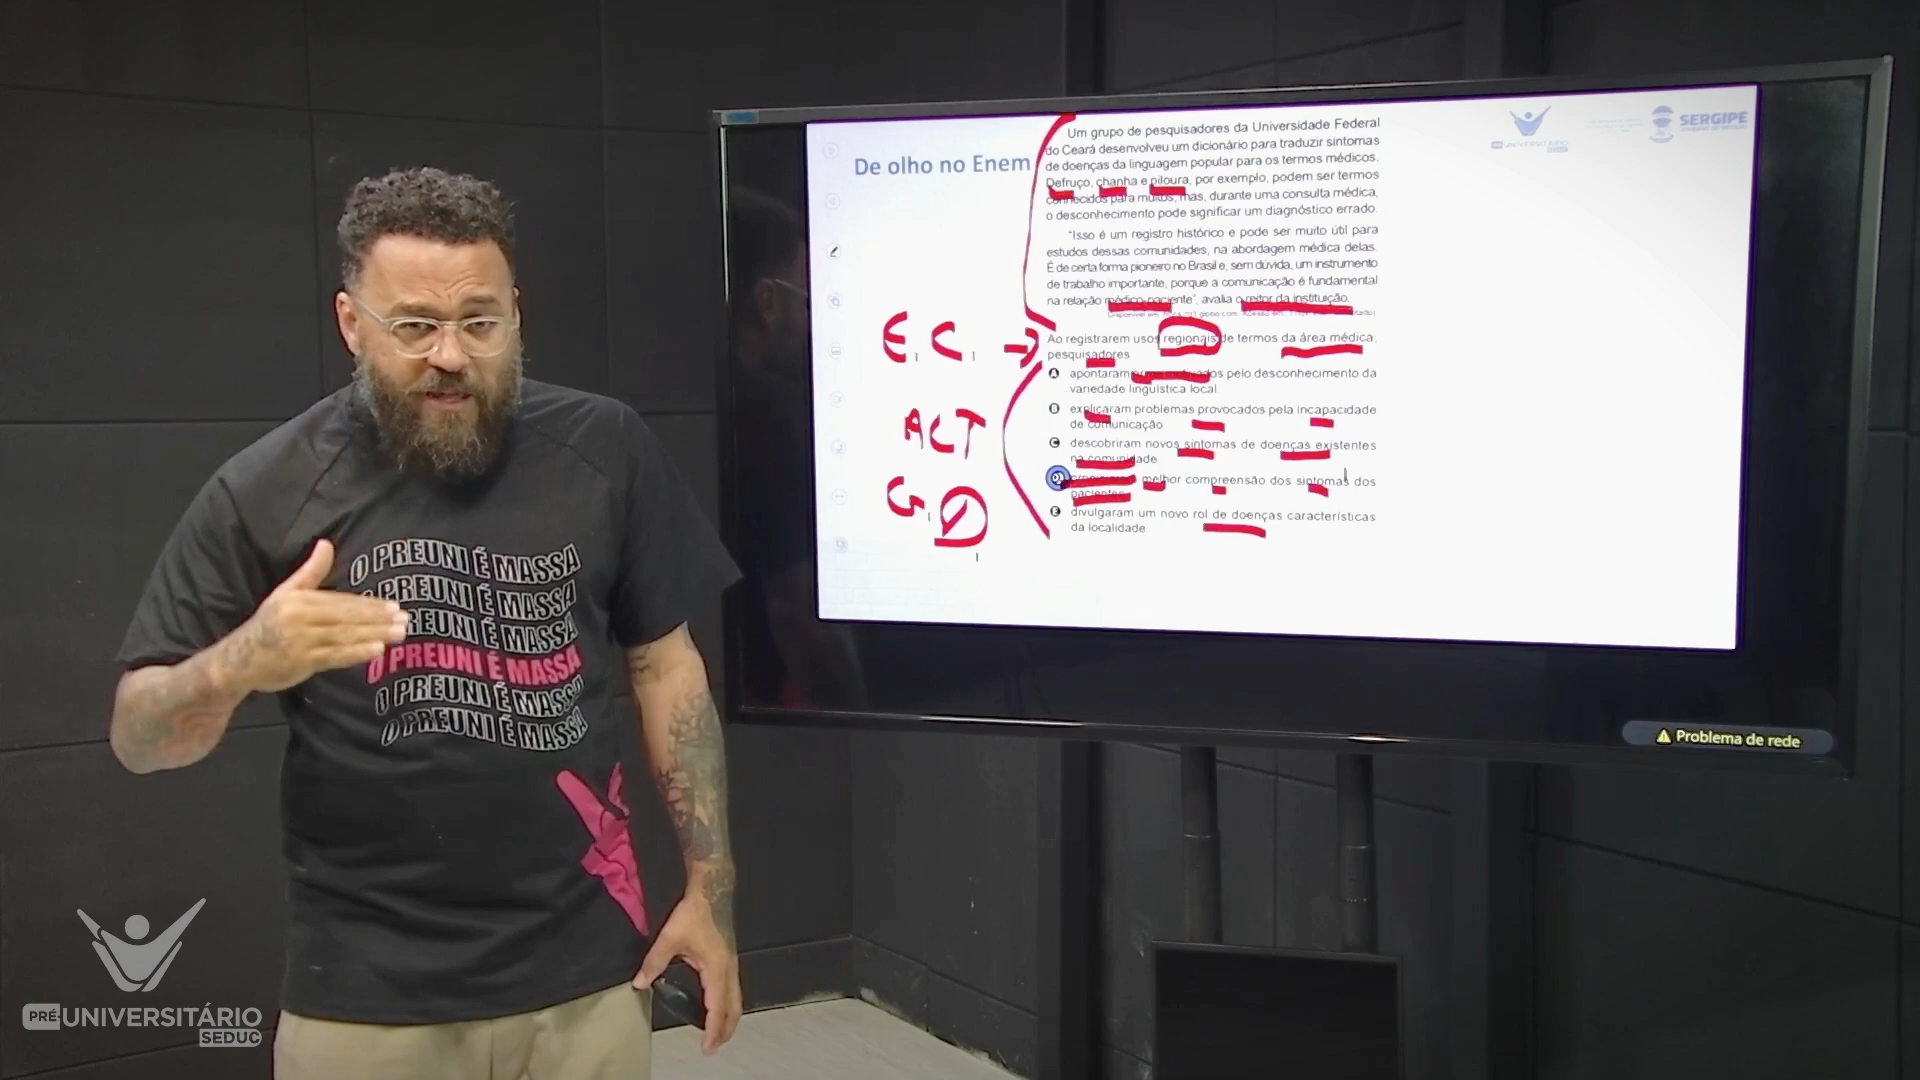 De olho no Enem
Um grupo de pesquisadores da Universidade Federal
do Ceará desenvolveu um dicionário para traduzir sintomas
de doenças da linguagem popular para os termos médicos.
Defruço, chanha e piloura, por exemplo, podem ser termos
conhecidos para muitos, mas, durante uma consulta médica,
o desconhecimento pode significar um diagnóstico errado.
"Isso é um registro histórico e pode ser muito útil para
estudos dessas comunidades, na abordagem médica delas.
É de certa forma pioneiro no Brasil e, sem dúvida, um instrumento
de trabalho importante, porque a comunicação é fundamental
na relação médico-paciente", avalia o reitor da instituição.
Ao registrarem usos regionais de termos da área médica,
pesquisadores
A apontaram pelo desconhecimento da
variedade linguística local
B explicaram problemas provocados pela incapacidade
de comunicação
C descobriram novos sintomas de doenças existentes
na comunidade
D melhor compreensão dos sintomas dos
pacientes
E divulgaram um novo rol de doenças características
da localidade
E. C.
ACT
G. D
PRÉ-UNIVERSITÁRIO
SEDUC
SERGIPE
O PREUNI É MASSA
O PREUNI É MASSA
O PREUNI É MASSA
O PREUNI É MASSA
O PREUNI É MASSA
O PREUNI É MASSA
Problema de rede
PRÉ-UNIVERSITÁRIO
SEDUC